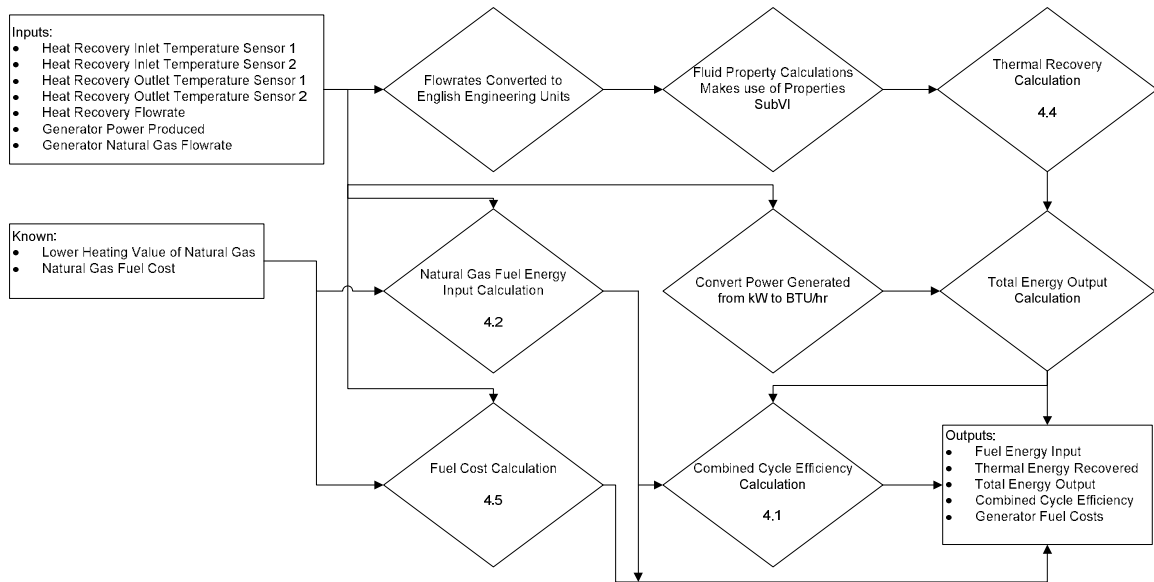 Inputs:
● Heat Recovery Inlet Temperature Sensor 1
● Heat Recovery Inlet Temperature Sensor 2
● Heat Recovery Outlet Temperature Sensor 1
● Heat Recovery Outlet Temperature Sensor 2
● Heat Recovery Flowrate
● Generator Power Produced
● Generator Natural Gas Flowrate
Flowrates Converted to
English Engineering Units
Fluid Property Calculations
Makes use of Properties
SubVI
Thermal Recovery
Calculation
4.4
Known:
● Lower Heating Value of Natural Gas
● Natural Gas Fuel Cost
Natural Gas Fuel Energy
Input Calculation
4.2
Convert Power Generated
from kW to BTU/hr
Total Energy Output
Calculation
Fuel Cost Calculation
4.5
Combined Cycle Efficiency
Calculation
4.1
Outputs:
● Fuel Energy Input
● Thermal Energy Recovered
● Total Energy Output
● Combined Cycle Efficiency
● Generator Fuel Costs